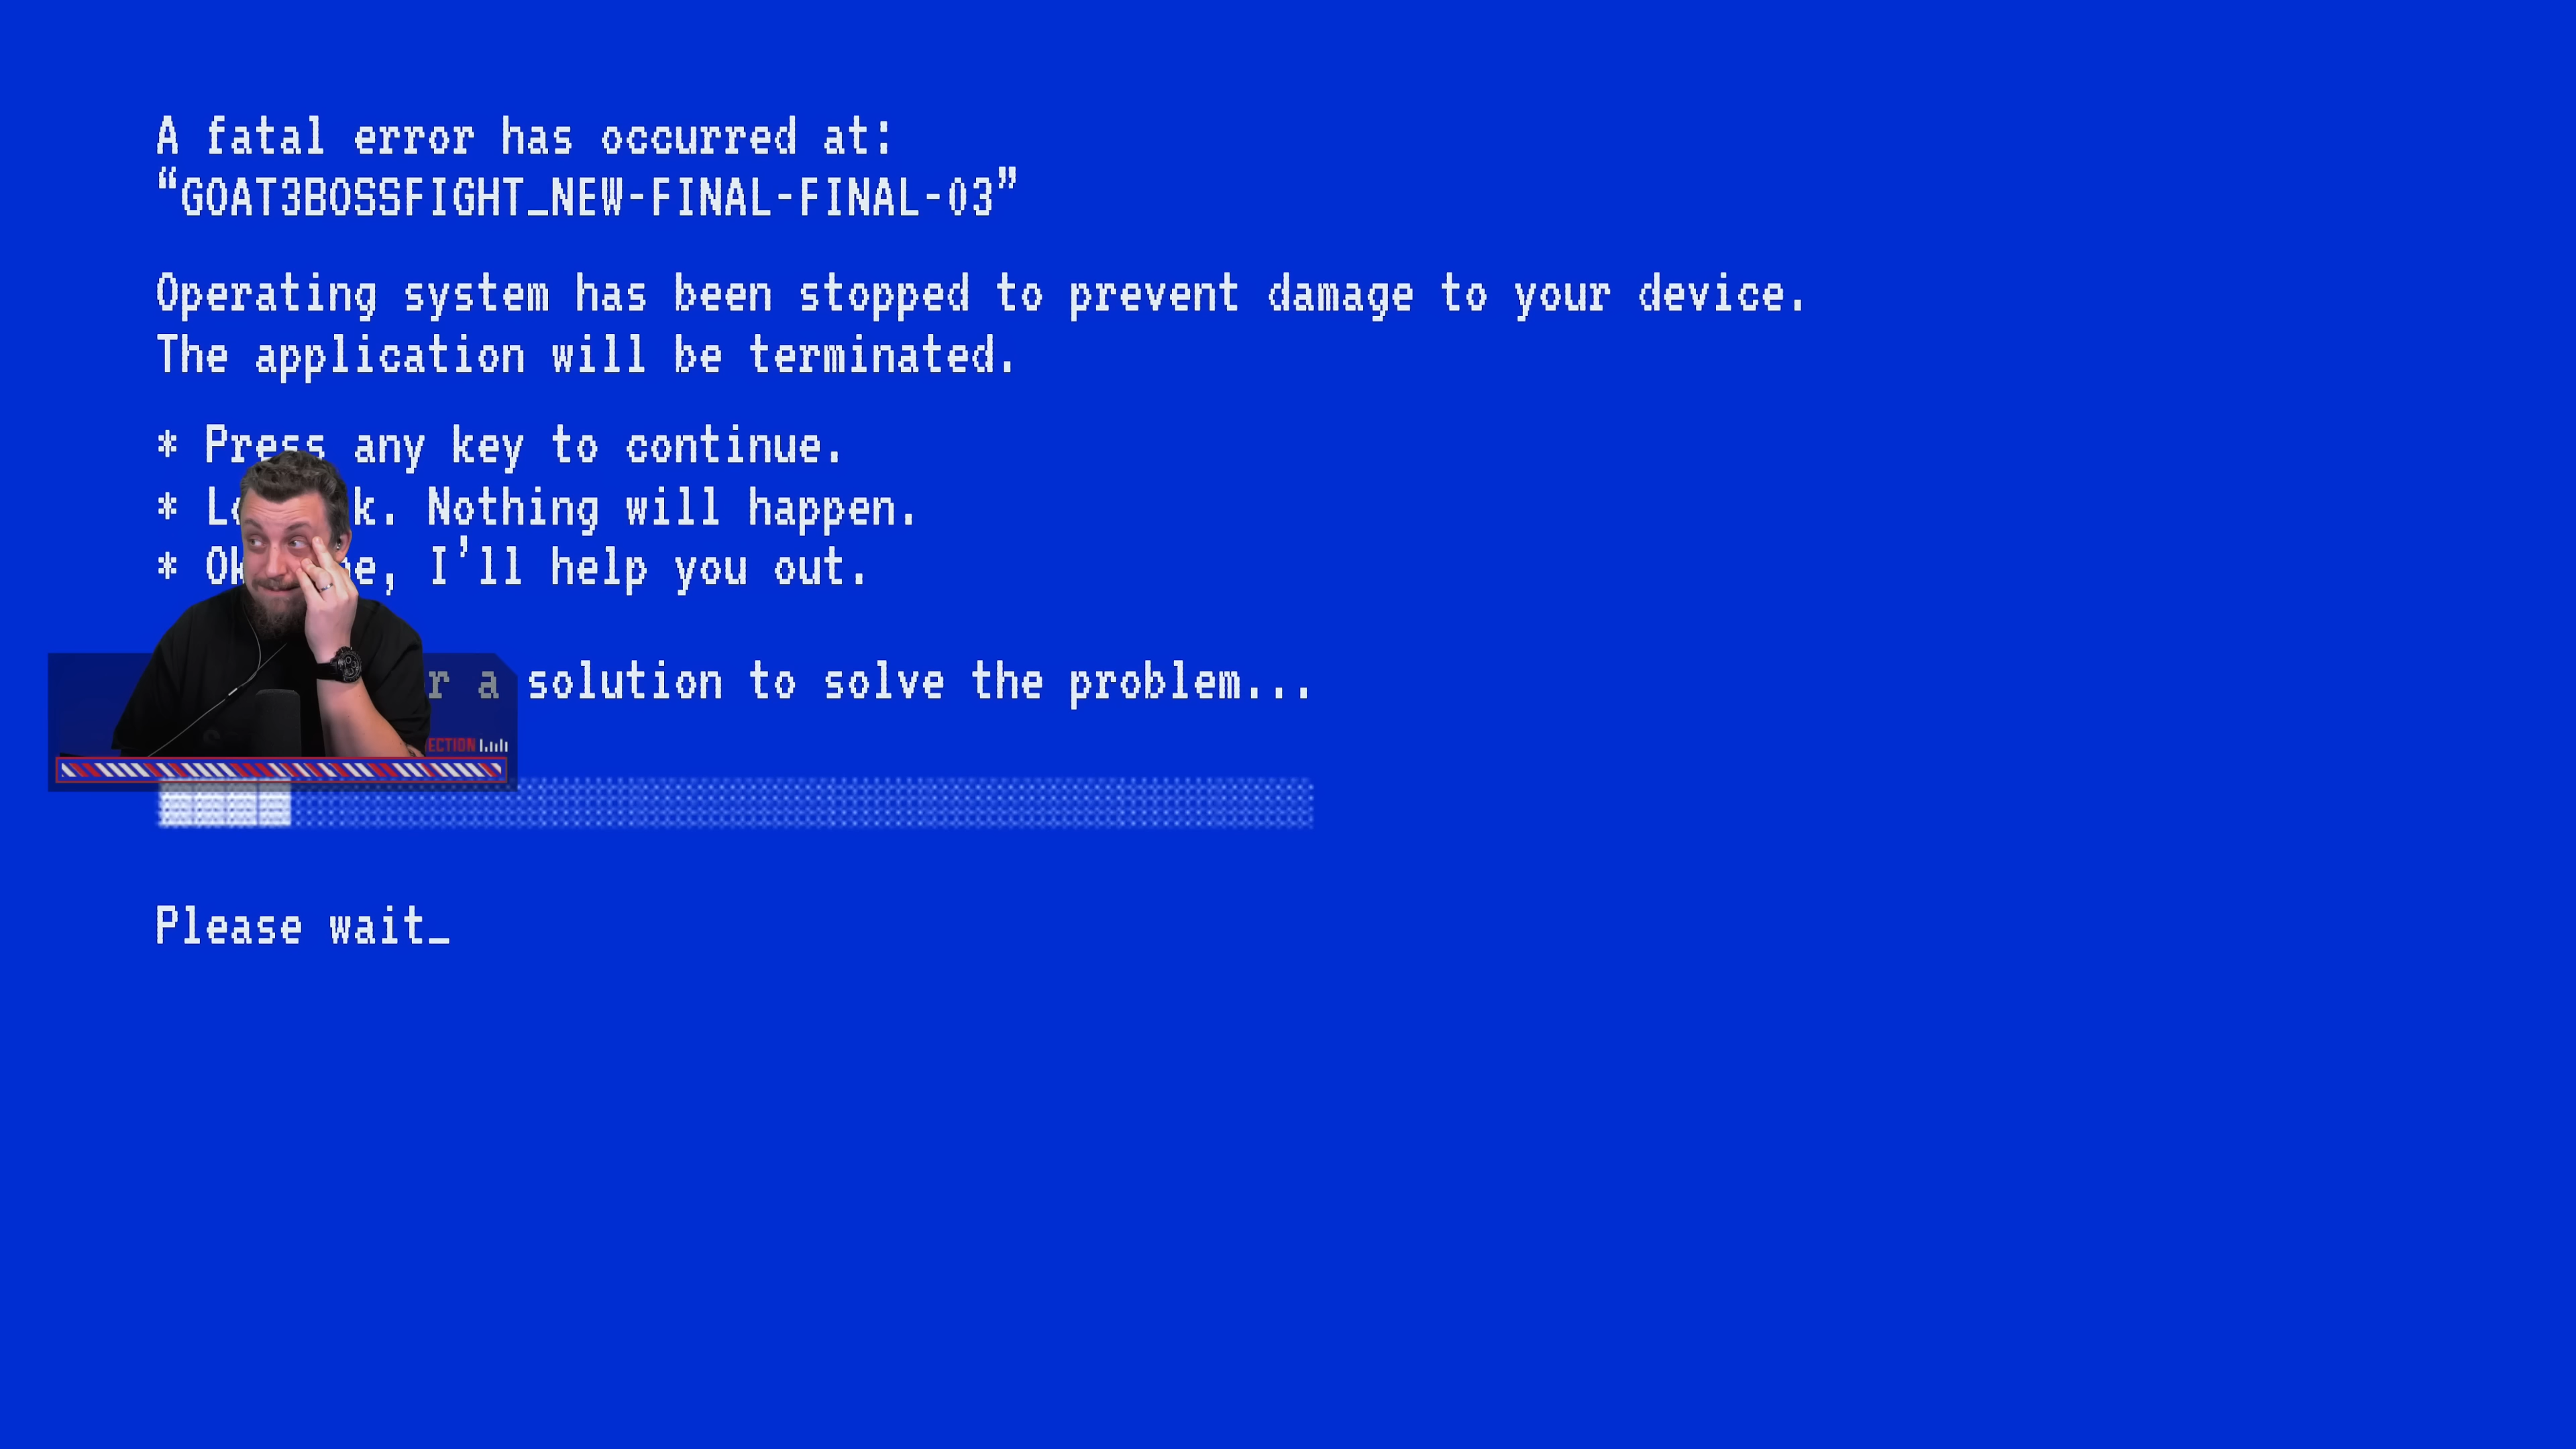 A fatal error has occurred at:
“GOAT3BOSSFIGHT_NEW-FINAL-FINAL-03”
Operating system has been stopped to prevent damage to your device.
The application will be terminated.
* Press any key to continue.
* Nothing will happen.
* I’ll help you out.
a solution to solve the problem...
Please wait_